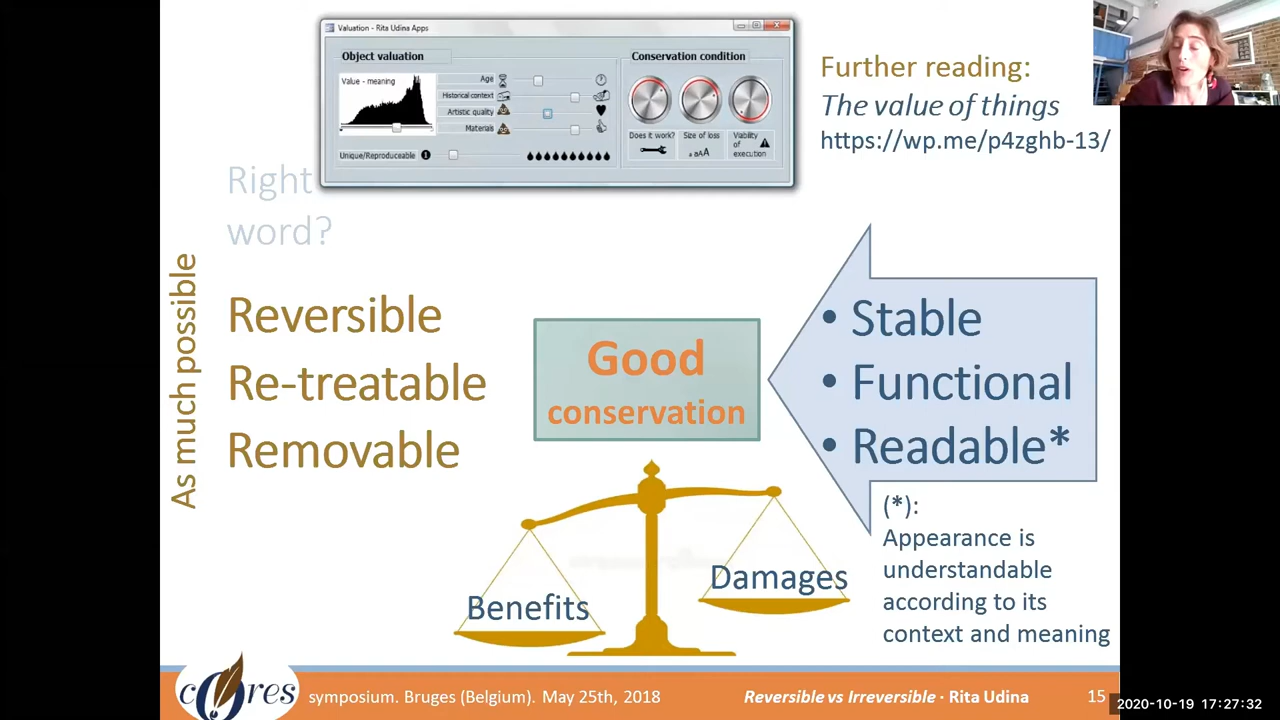 Valuation - Rita Udina Apps
Object valuation
Value - meaning
Age
Historical context
Artistic quality
Materials
Unique/Reproduceable
Conservation condition
Does it work?
Size of loss
a aAA
Viability
of
execution
Further reading:
The value of things
https://wp.me/p4zghb-13/
Right
word?
As much possible
Reversible
Re-treatable
Removable
Good
conservation
• Stable
• Functional
• Readable*
(*):
Appearance is
understandable
according to its
context and meaning
Benefits
Damages
cores
symposium. Bruges (Belgium). May 25th, 2018
Reversible vs Irreversible · Rita Udina
15
2020-10-19 17:27:32